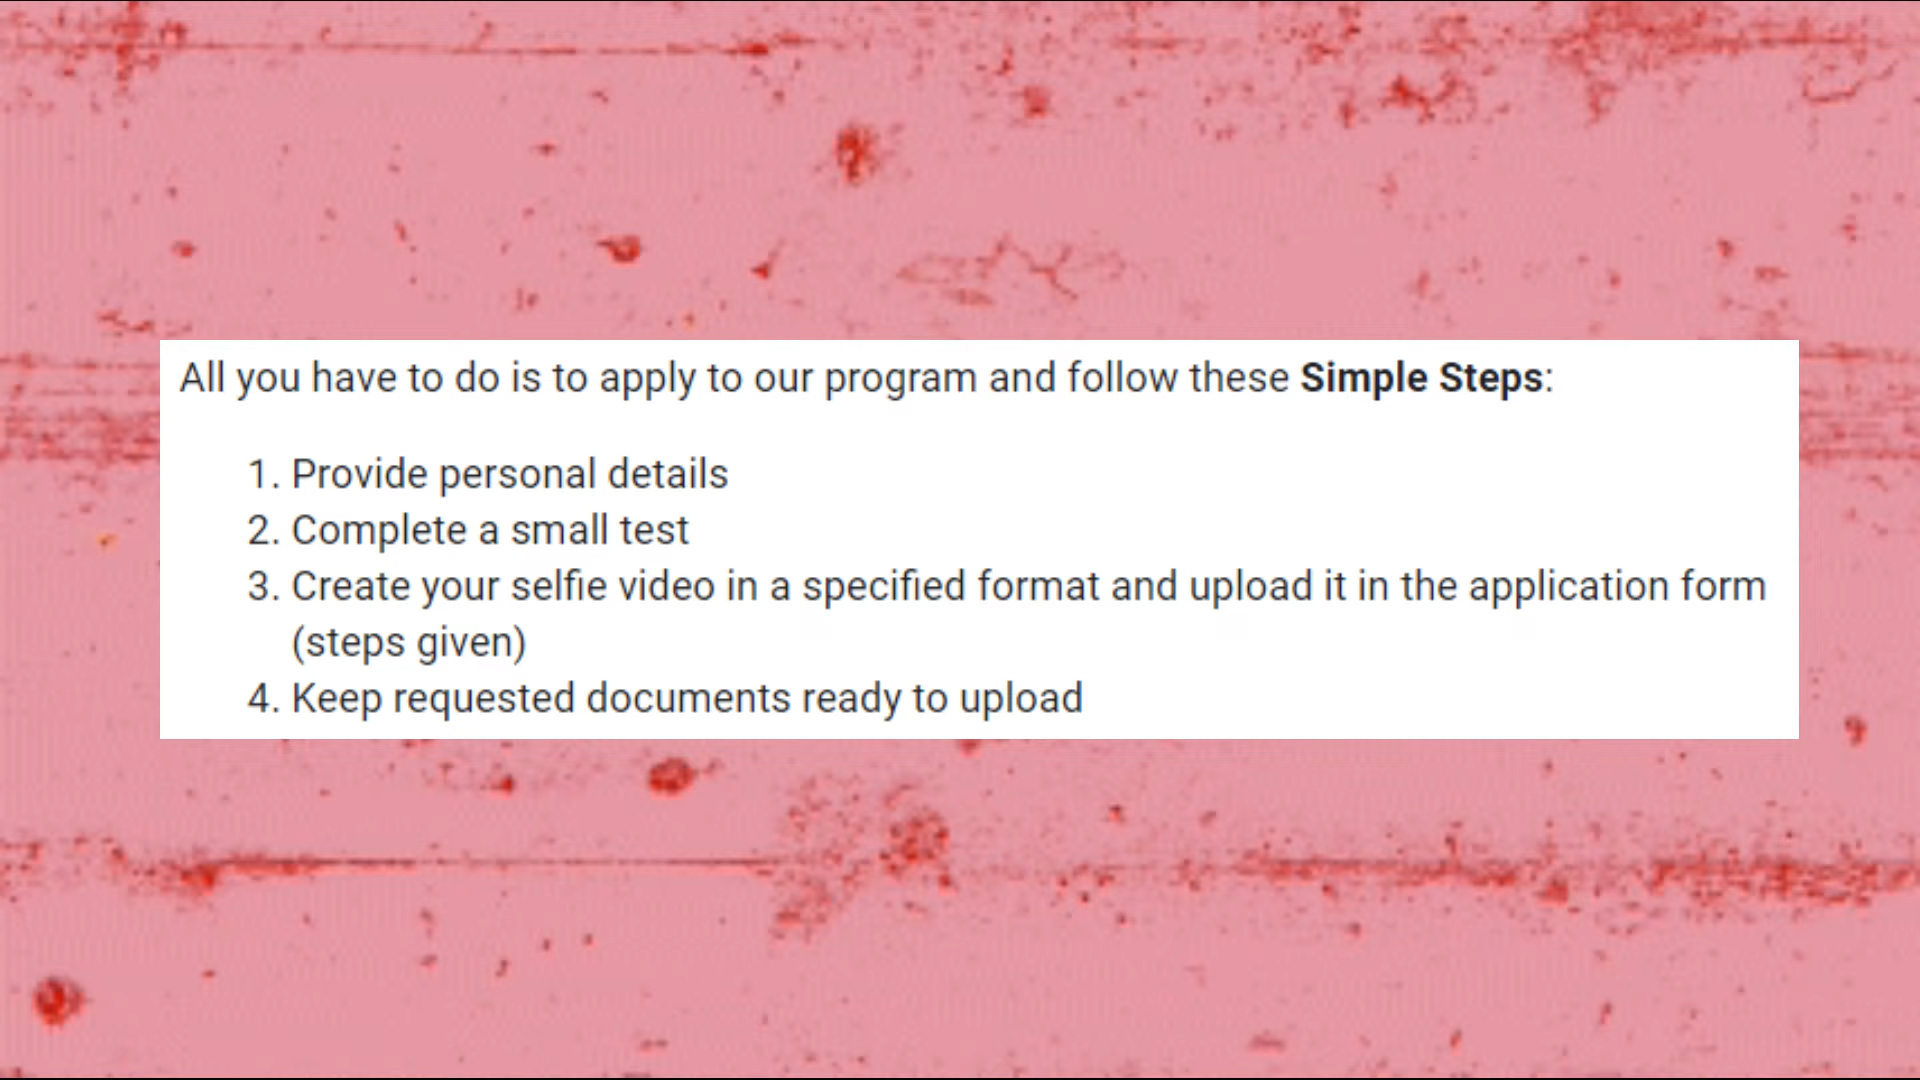 All you have to do is to apply to our program and follow these Simple Steps:
1. Provide personal details
2. Complete a small test
3. Create your selfie video in a specified format and upload it in the application form
(steps given)
4. Keep requested documents ready to upload